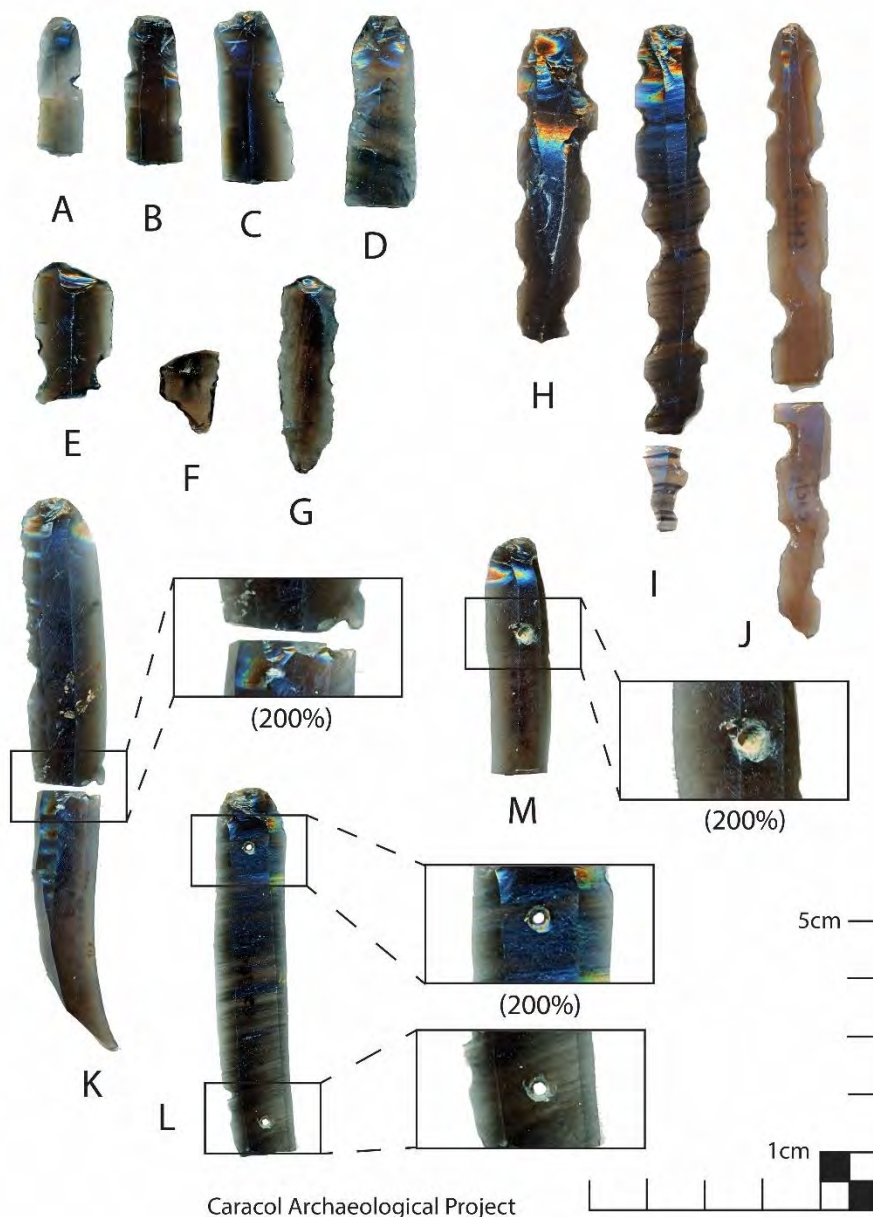 A
B
C
D
E
F
G
H
I
J
(200%)
M
(200%)
5cm
(200%)
K
L
1cm
Caracol Archaeological Project